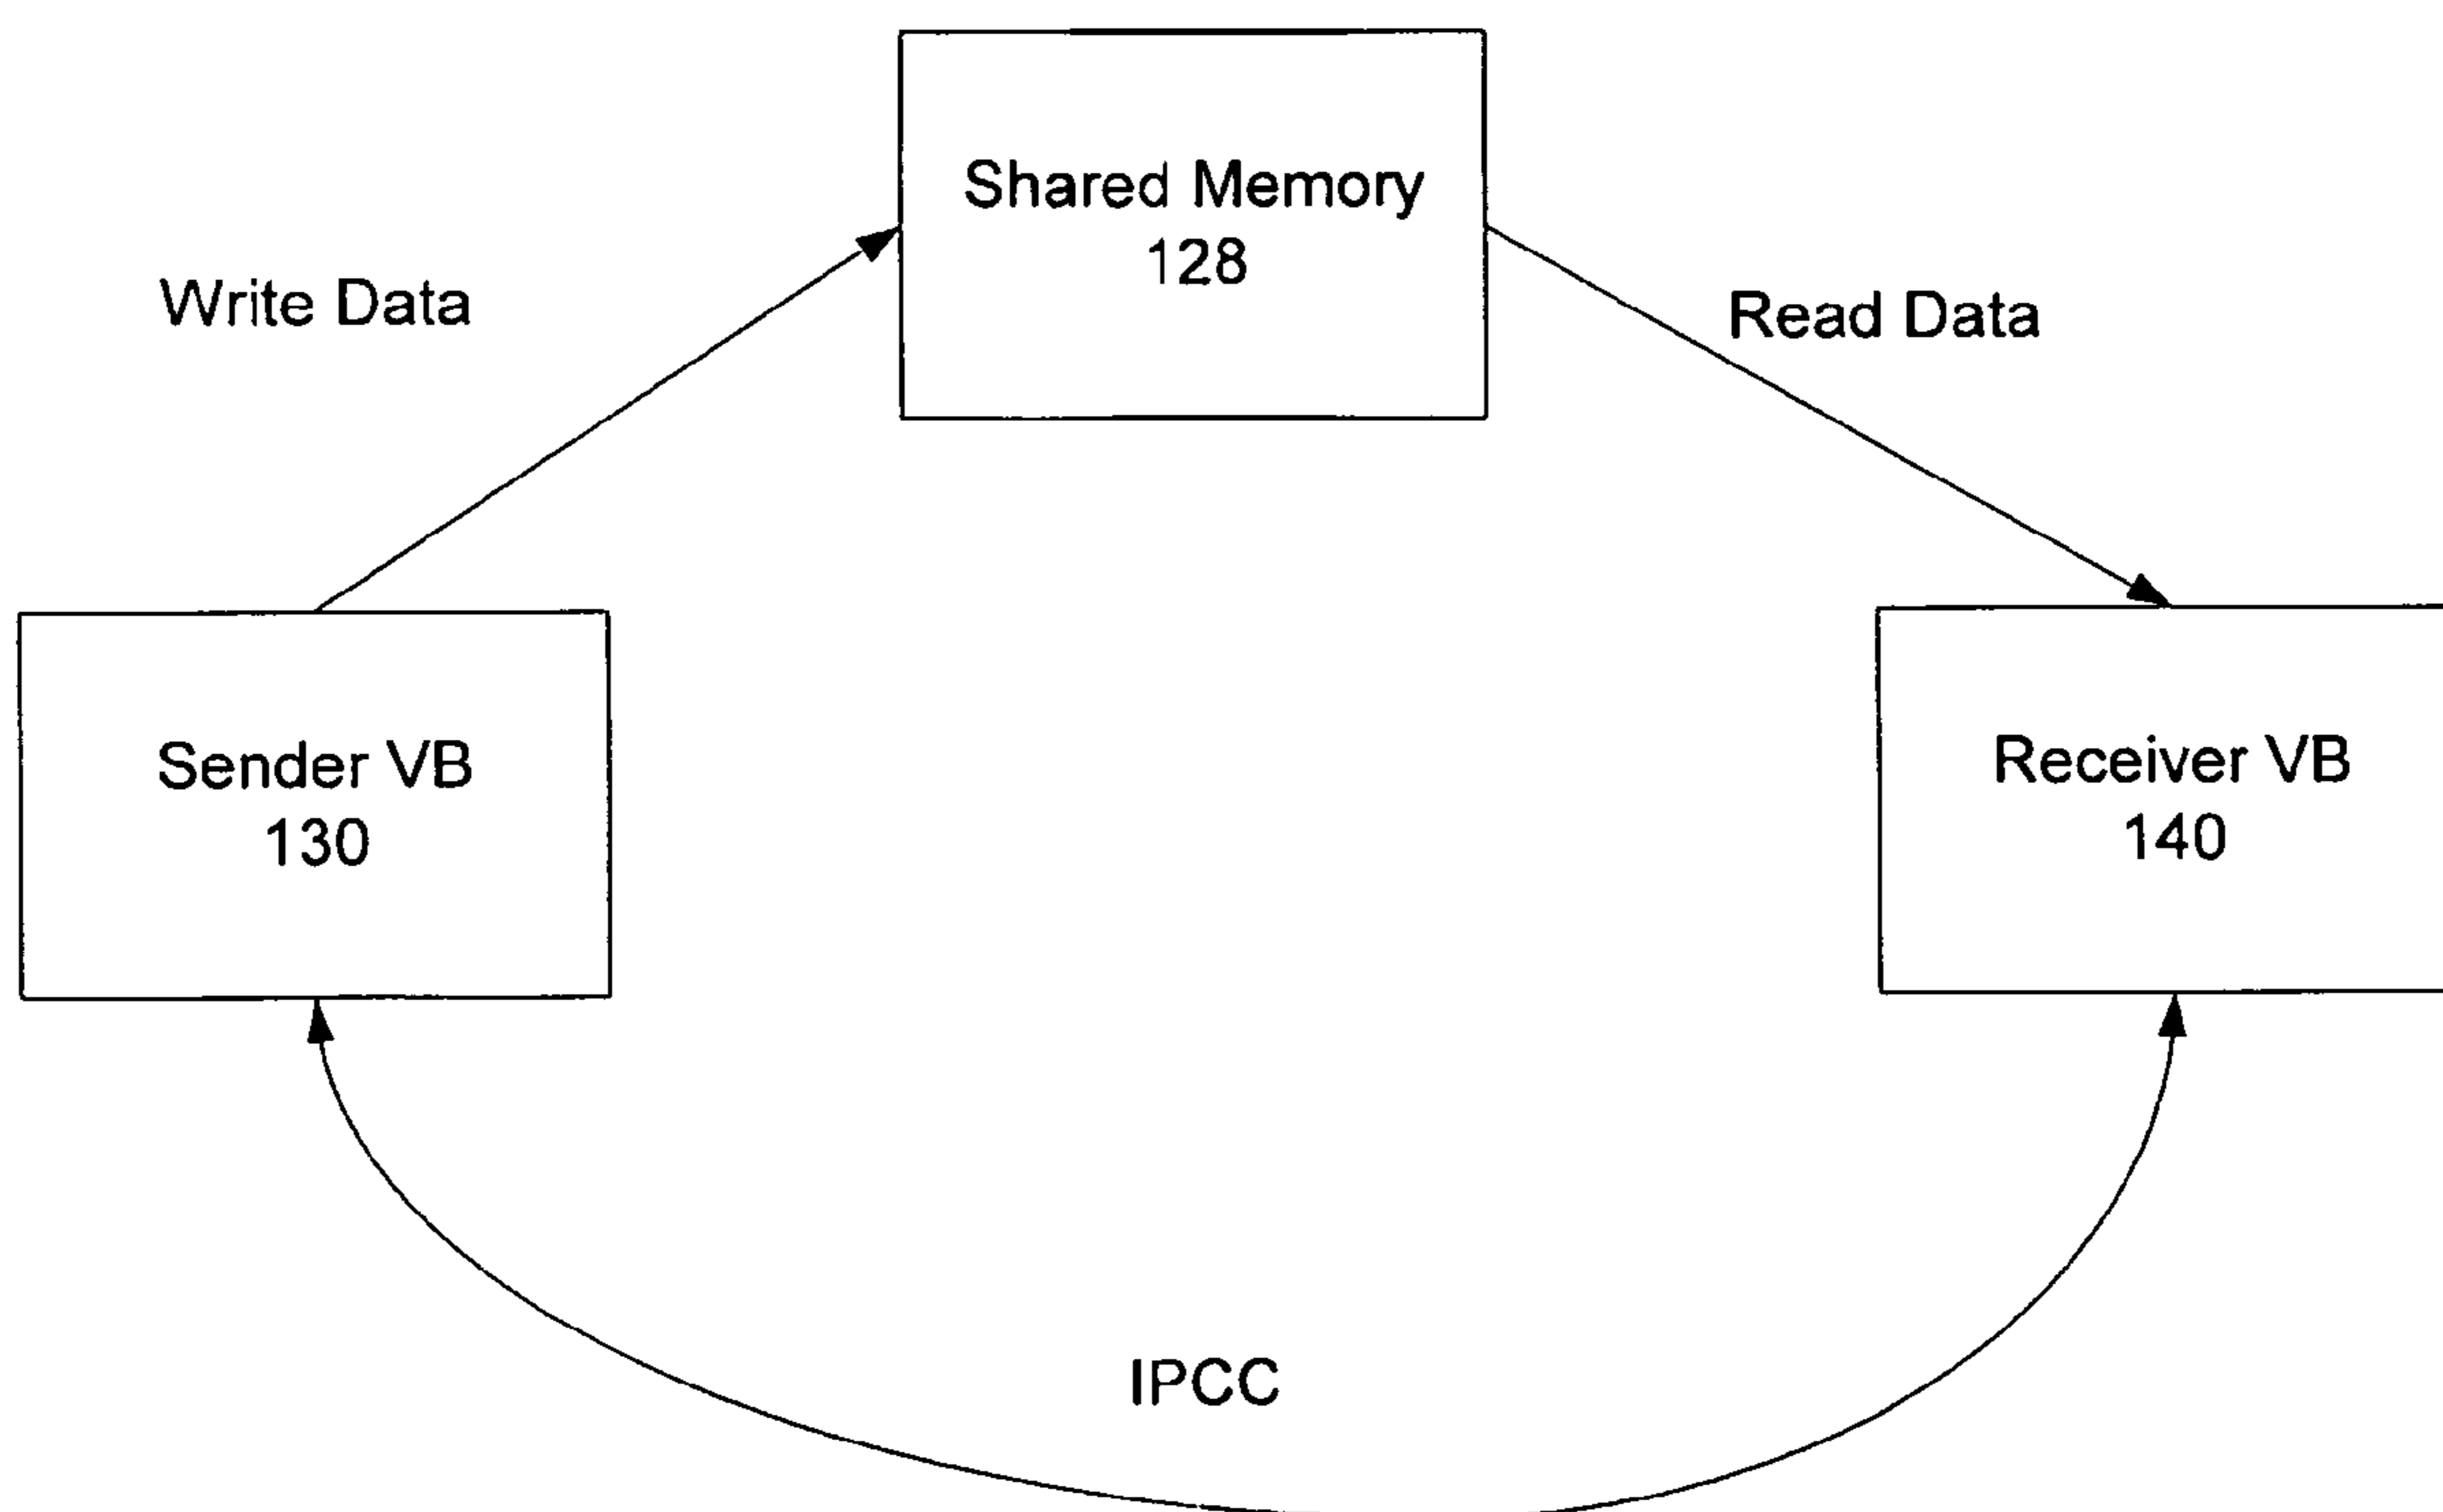 Shared Memory
128
Write Data
Read Data
Sender VB
130
Receiver VB
140
IPCC